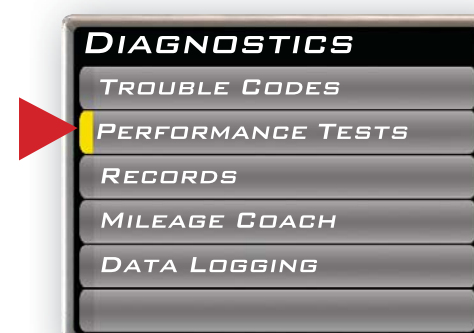 DIAGNOSTICS
TROUBLE CODES
PERFORMANCE TESTS
RECORDS
MILEAGE COACH
DATA LOGGING